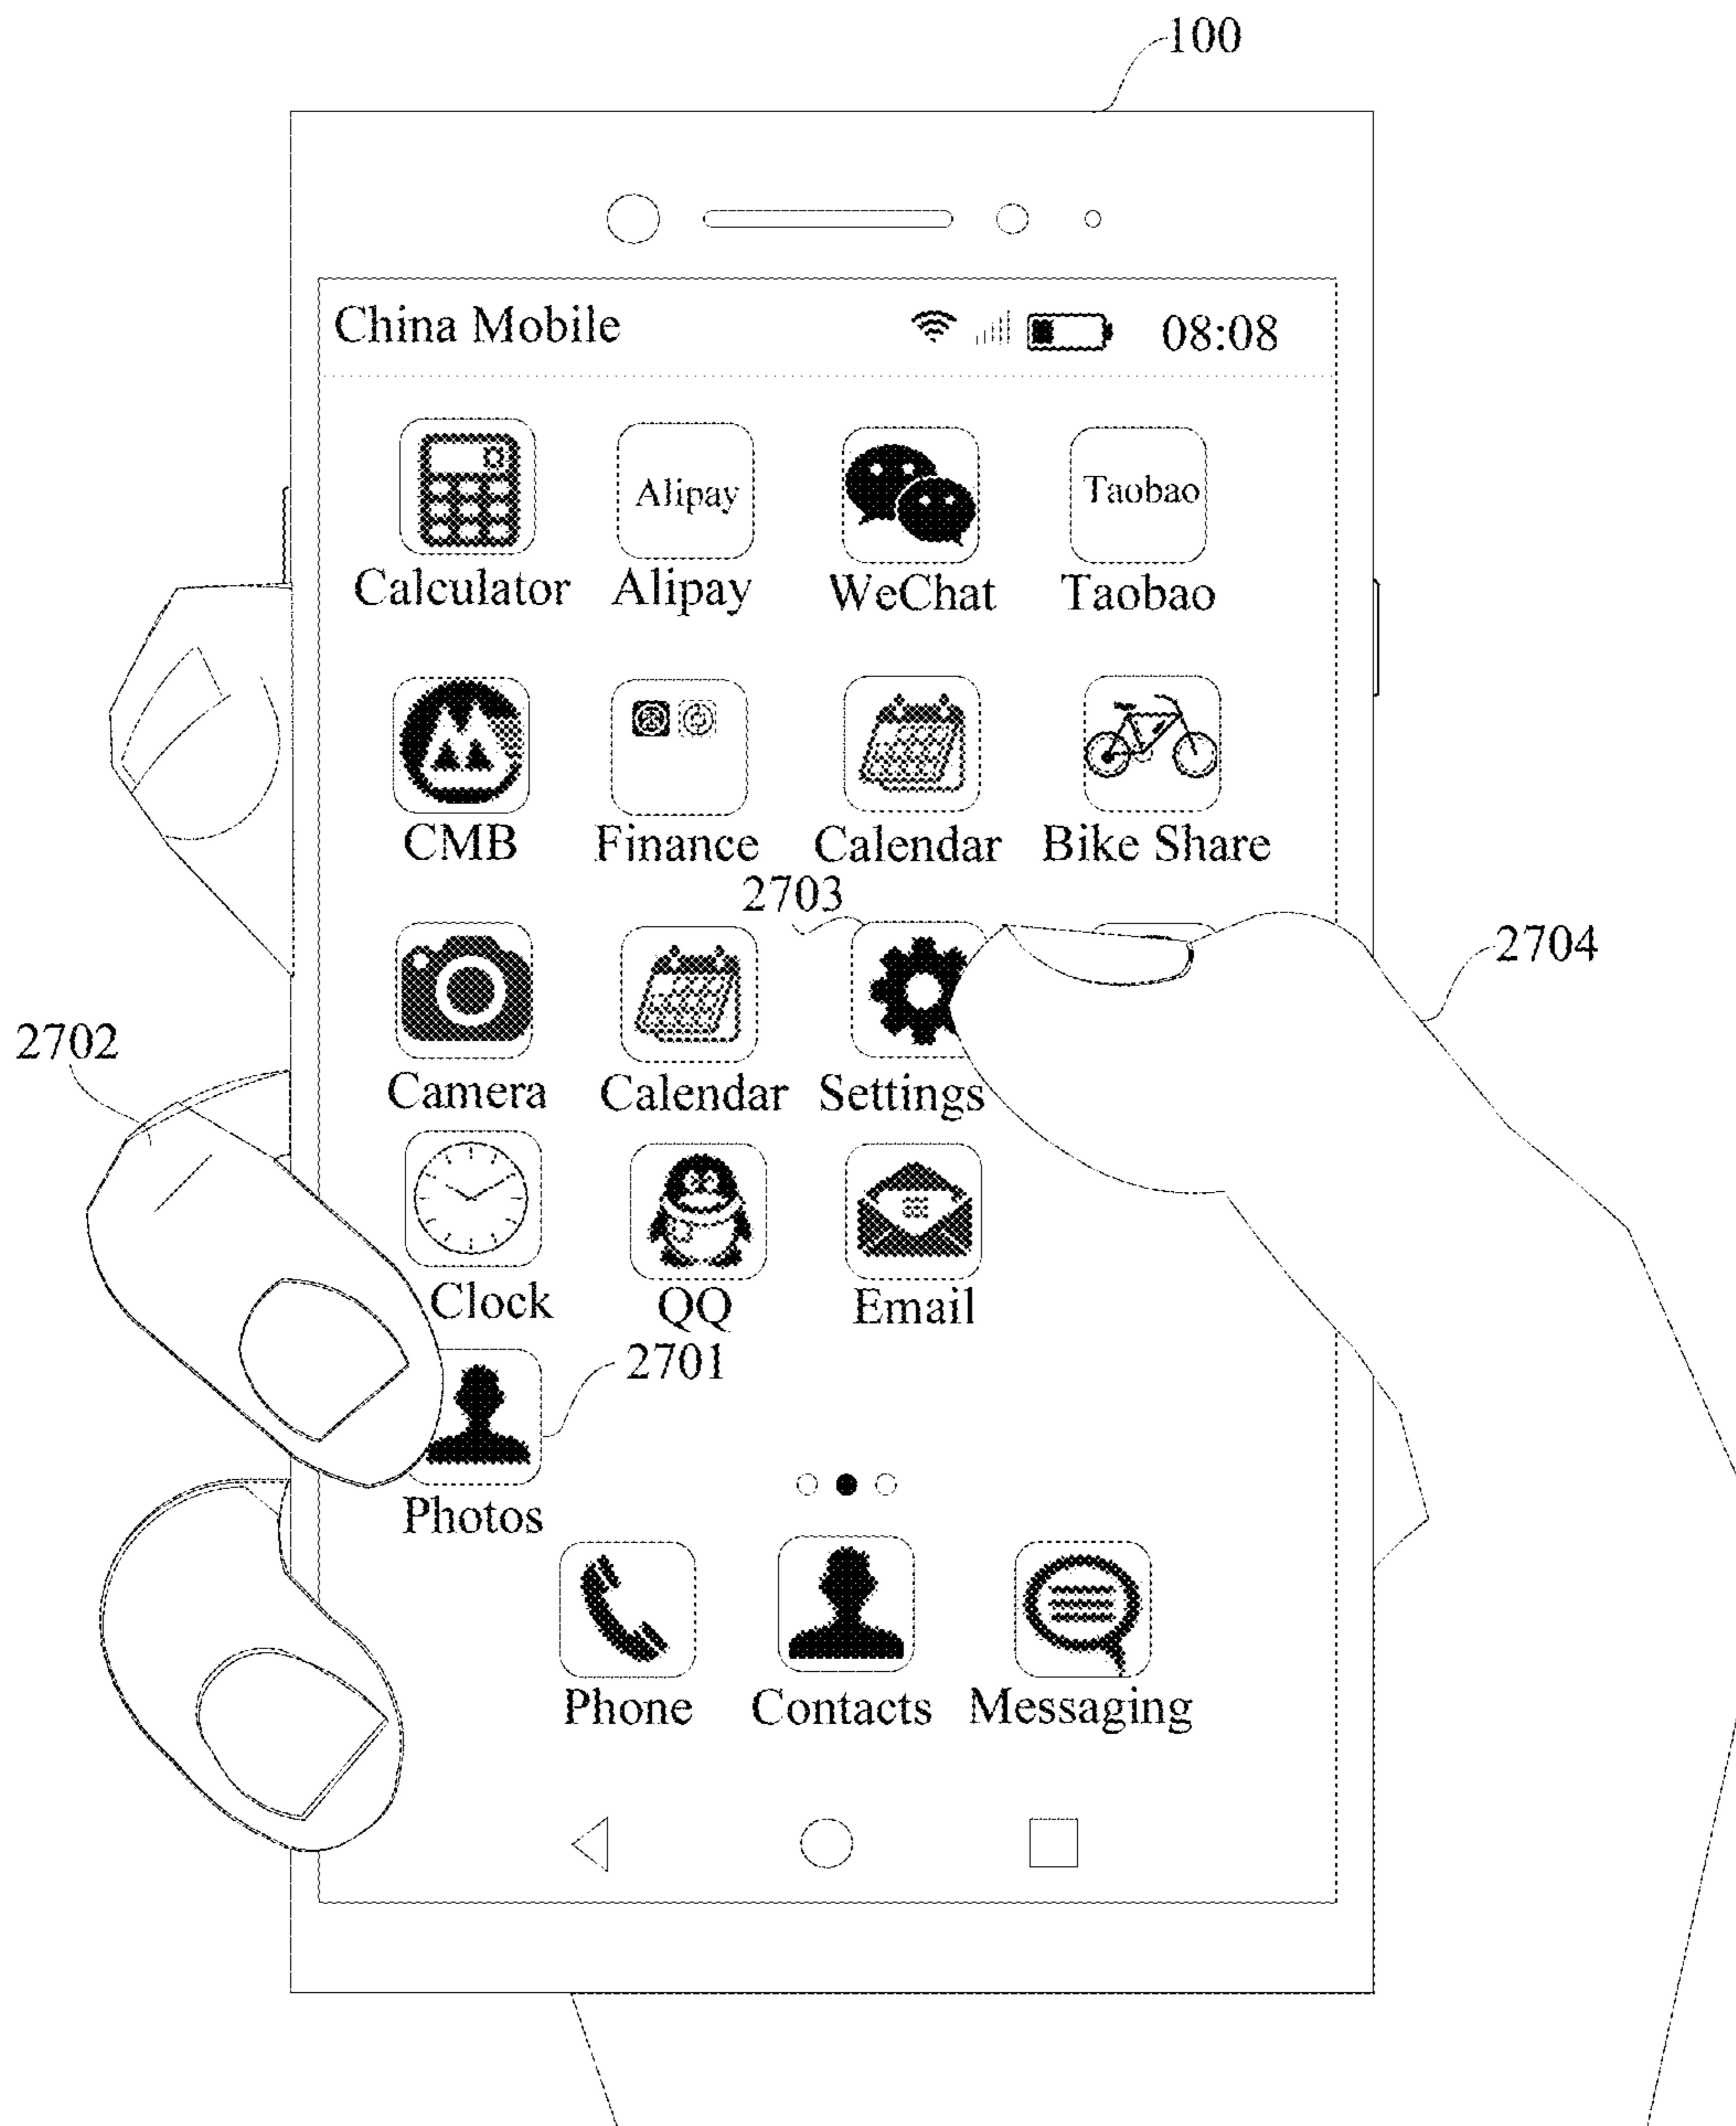 100
China Mobile 08:08
Alipay Taobao
Calculator Alipay WeChat Taobao
CMB Finance Calendar Bike Share
2703
2704
2702
Camera Calendar Settings
Clock QQ Email
2701
Photos
Phone Contacts Messaging